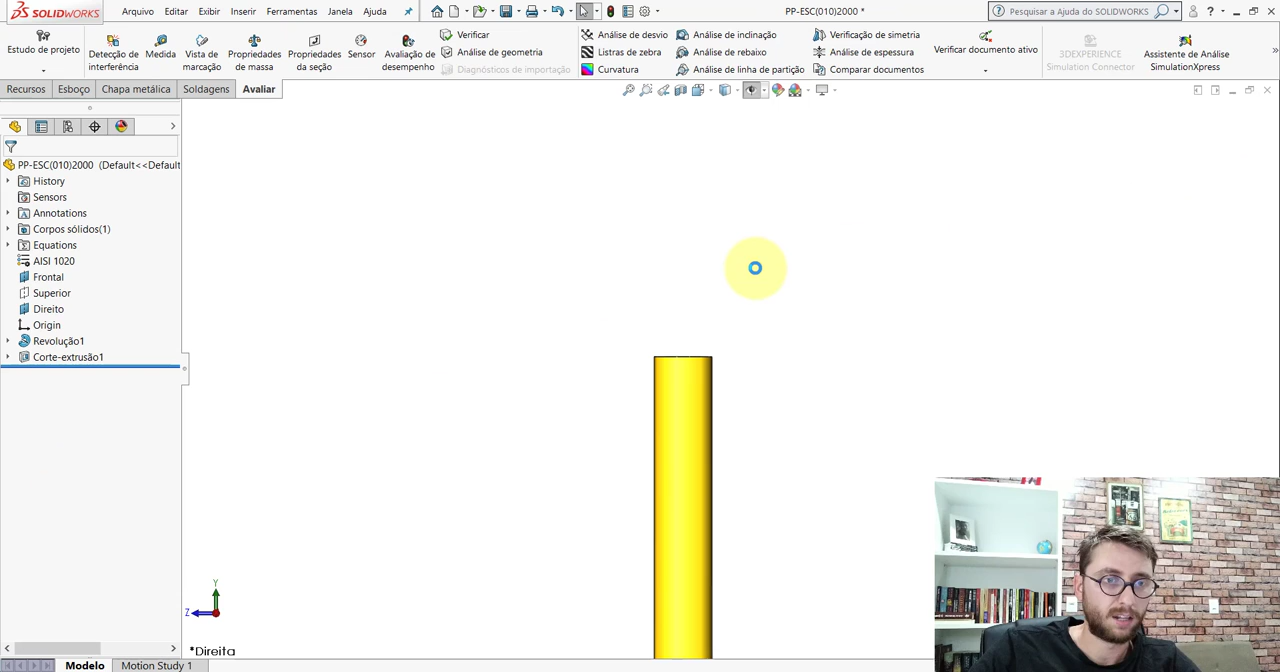 SOLIDWORKS Arquivo Editar Exibir Inserir Ferramentas Janela Ajuda PP-ESC(010)2000 * Pesquisar a Ajuda do SOLIDWORKS ?
Estudo de projeto
Detecção de interferência
Medida
Vista de marcação
Propriedades de massa
Propriedades da seção
Sensor
Avaliação de desempenho
Verificar
Análise de geometria
Diagnósticos de importação
Análise de desvio
Listras de zebra
Curvatura
Análise de inclinação
Análise de rebaixo
Análise de linha de partição
Verificação de simetria
Análise de espessura
Comparar documentos
Verificar documento ativo
3DEXPERIENCE
Simulation Connector
Assistente de Análise
SimulationXpress
Recursos Esboço Chapa metálica Soldagens Avaliar
PP-ESC(010)2000 (Default<<Default
History
Sensors
Annotations
Corpos sólidos(1)
Equations
AISI 1020
Frontal
Superior
Direito
Origin
Revolução1
Corte-extrusão1
Y
Z
*Direita
Modelo Motion Study 1